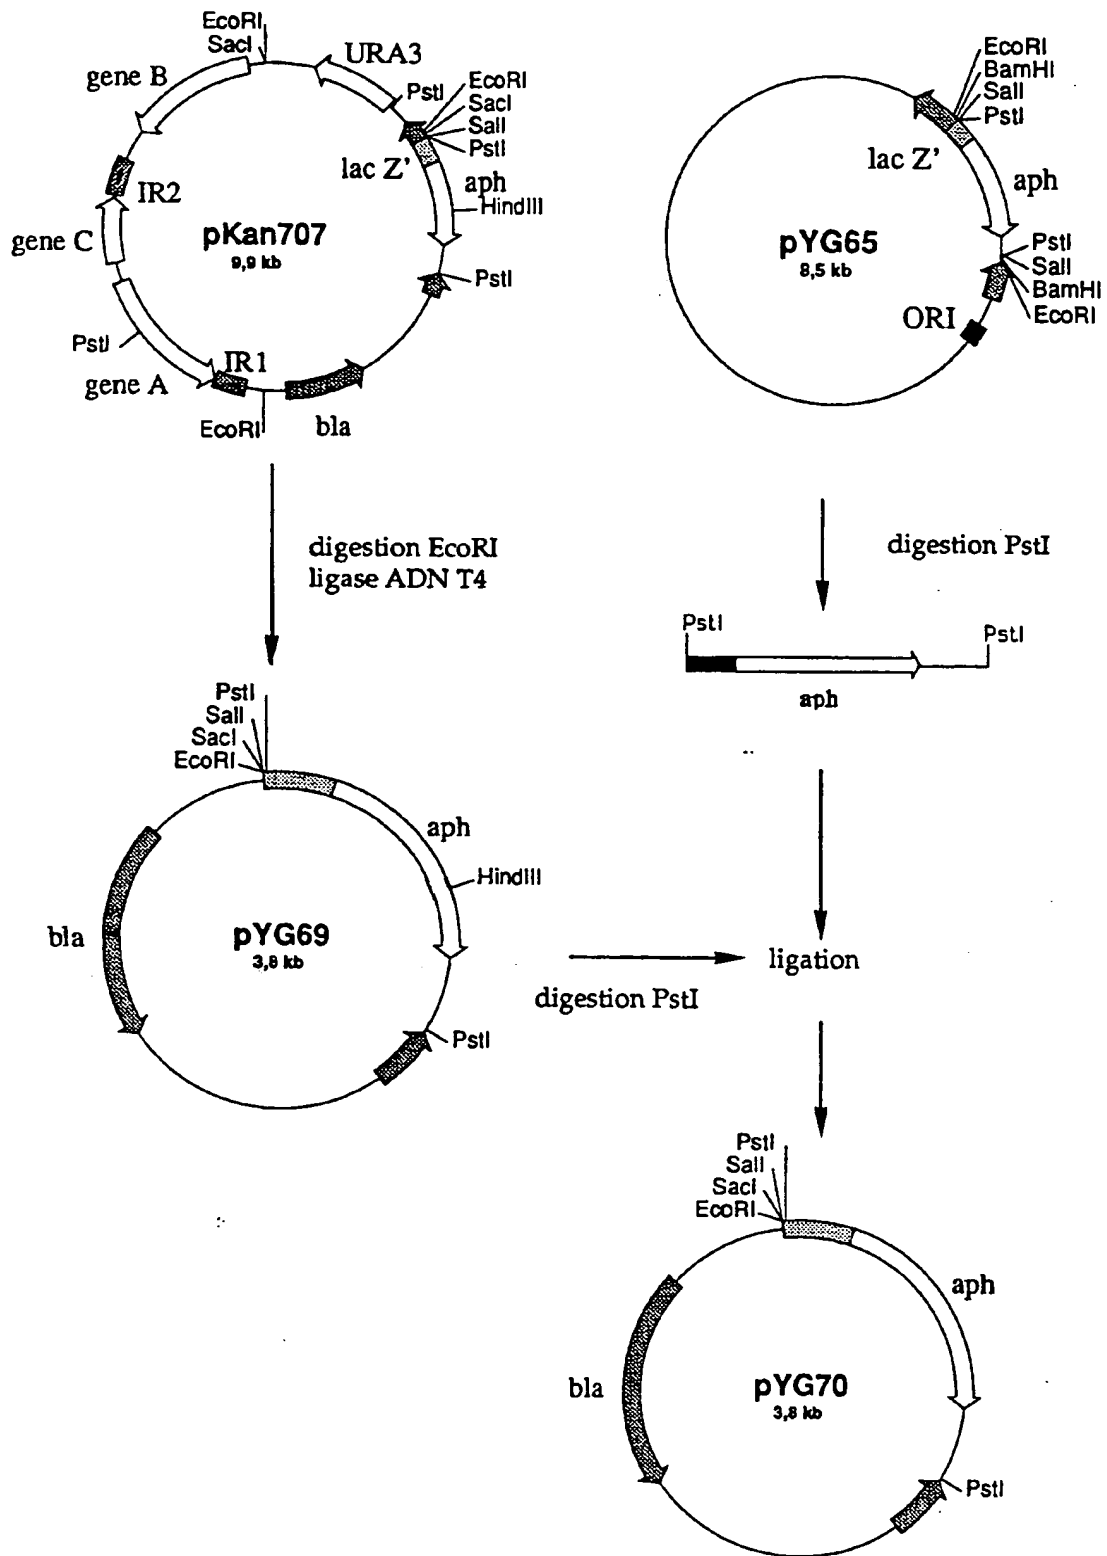 EcoRI
SacI
gene B
URA3
PstI
EcoRI
SacI
SalI
PstI
lac Z'
aph
HindIII
IR2
pKan707
9,9 kb
gene C
PstI
PstI
IR1
gene A
EcoRI
bla
EcoRI
BamHI
SalI
PstI
lac Z'
aph
pYG65
8,5 kb
PstI
SalI
BamHI
EcoRI
ORI
digestion EcoRI
ligase ADN T4
digestion PstI
PstI
PstI
aph
PstI
SalI
SacI
EcoRI
aph
HindIII
bla
pYG69
3,8 kb
PstI
digestion PstI
ligation
PstI
SalI
SacI
EcoRI
aph
bla
pYG70
3,8 kb
PstI